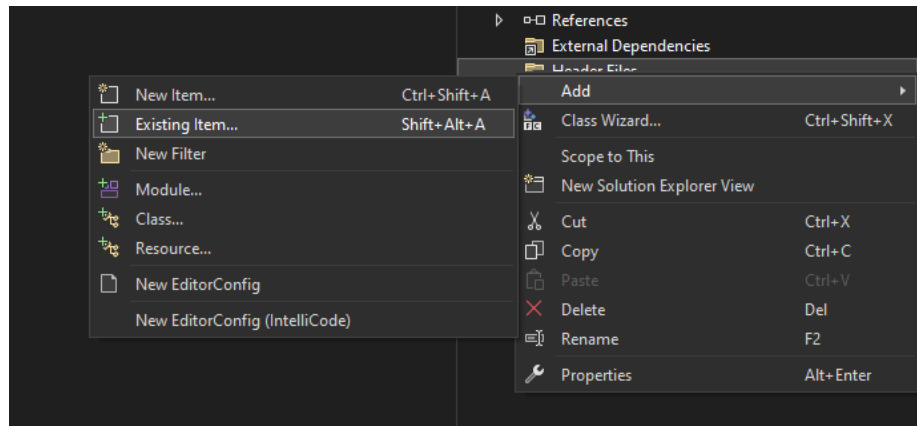 References
External Dependencies
Header Files
Add
Class Wizard... Ctrl+Shift+X
Scope to This
New Solution Explorer View
Cut Ctrl+X
Copy Ctrl+C
Paste Ctrl+V
Delete Del
Rename F2
Properties Alt+Enter
New Item... Ctrl+Shift+A
Existing Item... Shift+Alt+A
New Filter
Module...
Class...
Resource...
New EditorConfig
New EditorConfig (IntelliCode)